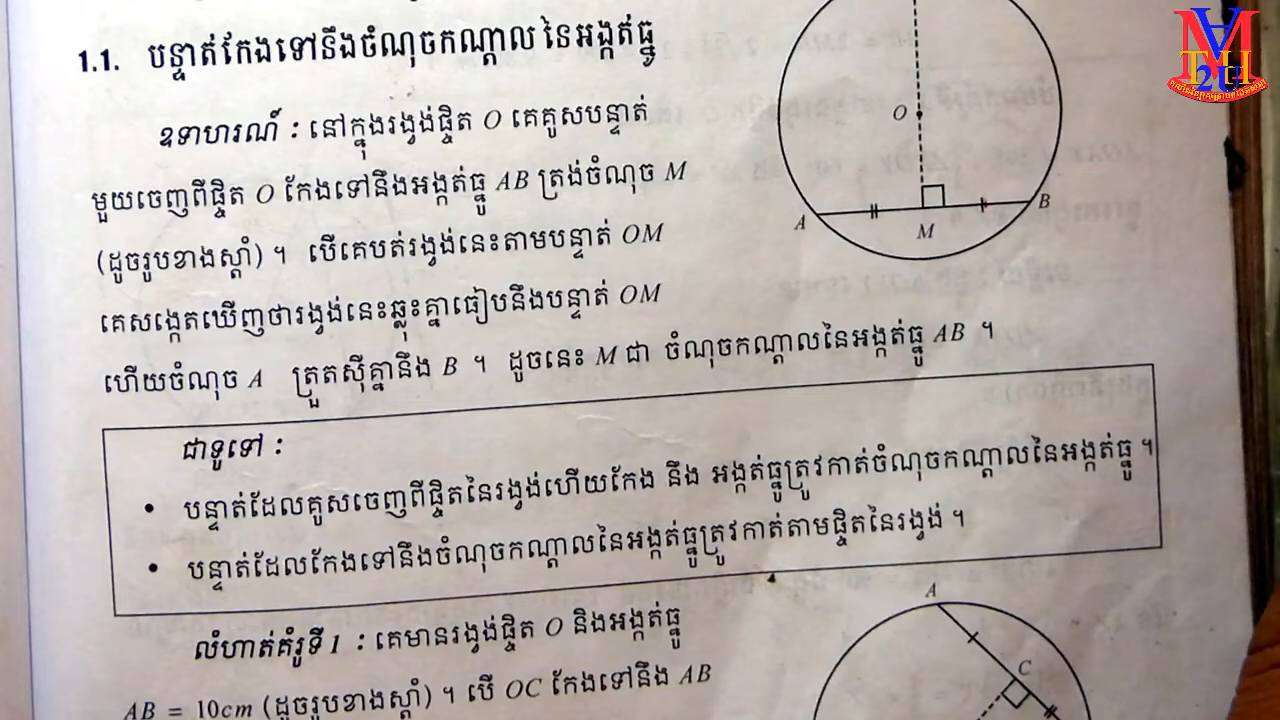 1.1. បន្ទាត់កែងទៅនឹងចំណុចកណ្តាល នៃអង្កត់ធ្នូ
ឧទាហរណ៍ : នៅក្នុងរង្វង់ផ្ចិត O គេគូសបន្ទាត់
មួយចេញពីផ្ចិត O កែងទៅនឹងអង្កត់ធ្នូ AB ត្រង់ចំណុច M
(ដូចរូបខាងស្តាំ) ។ បើគេបត់រង្វង់នេះតាមបន្ទាត់ OM
គេសង្កេតឃើញថារង្វង់នេះឆ្លុះគ្នាធៀបនឹងបន្ទាត់ OM
ហើយចំណុច A ត្រួតស៊ីគ្នានឹង B ។ ដូចនេះ M ជា ចំណុចកណ្តាលនៃអង្កត់ធ្នូ AB ។
O
A
M
B
ជាទូទៅ :
• បន្ទាត់ដែលគូសចេញពីផ្ចិតនៃរង្វង់ហើយកែង នឹង អង្កត់ធ្នូត្រូវកាត់ចំណុចកណ្តាលនៃអង្កត់ធ្នូ ។
• បន្ទាត់ដែលកែងទៅនឹងចំណុចកណ្តាលនៃអង្កត់ធ្នូត្រូវកាត់តាមផ្ចិតនៃរង្វង់ ។
លំហាត់គំរូទី 1 : គេមានរង្វង់ផ្ចិត O និងអង្កត់ធ្នូ
AB = 10cm (ដូចរូបខាងស្តាំ) ។ បើ OC កែងទៅនឹង AB
A
C